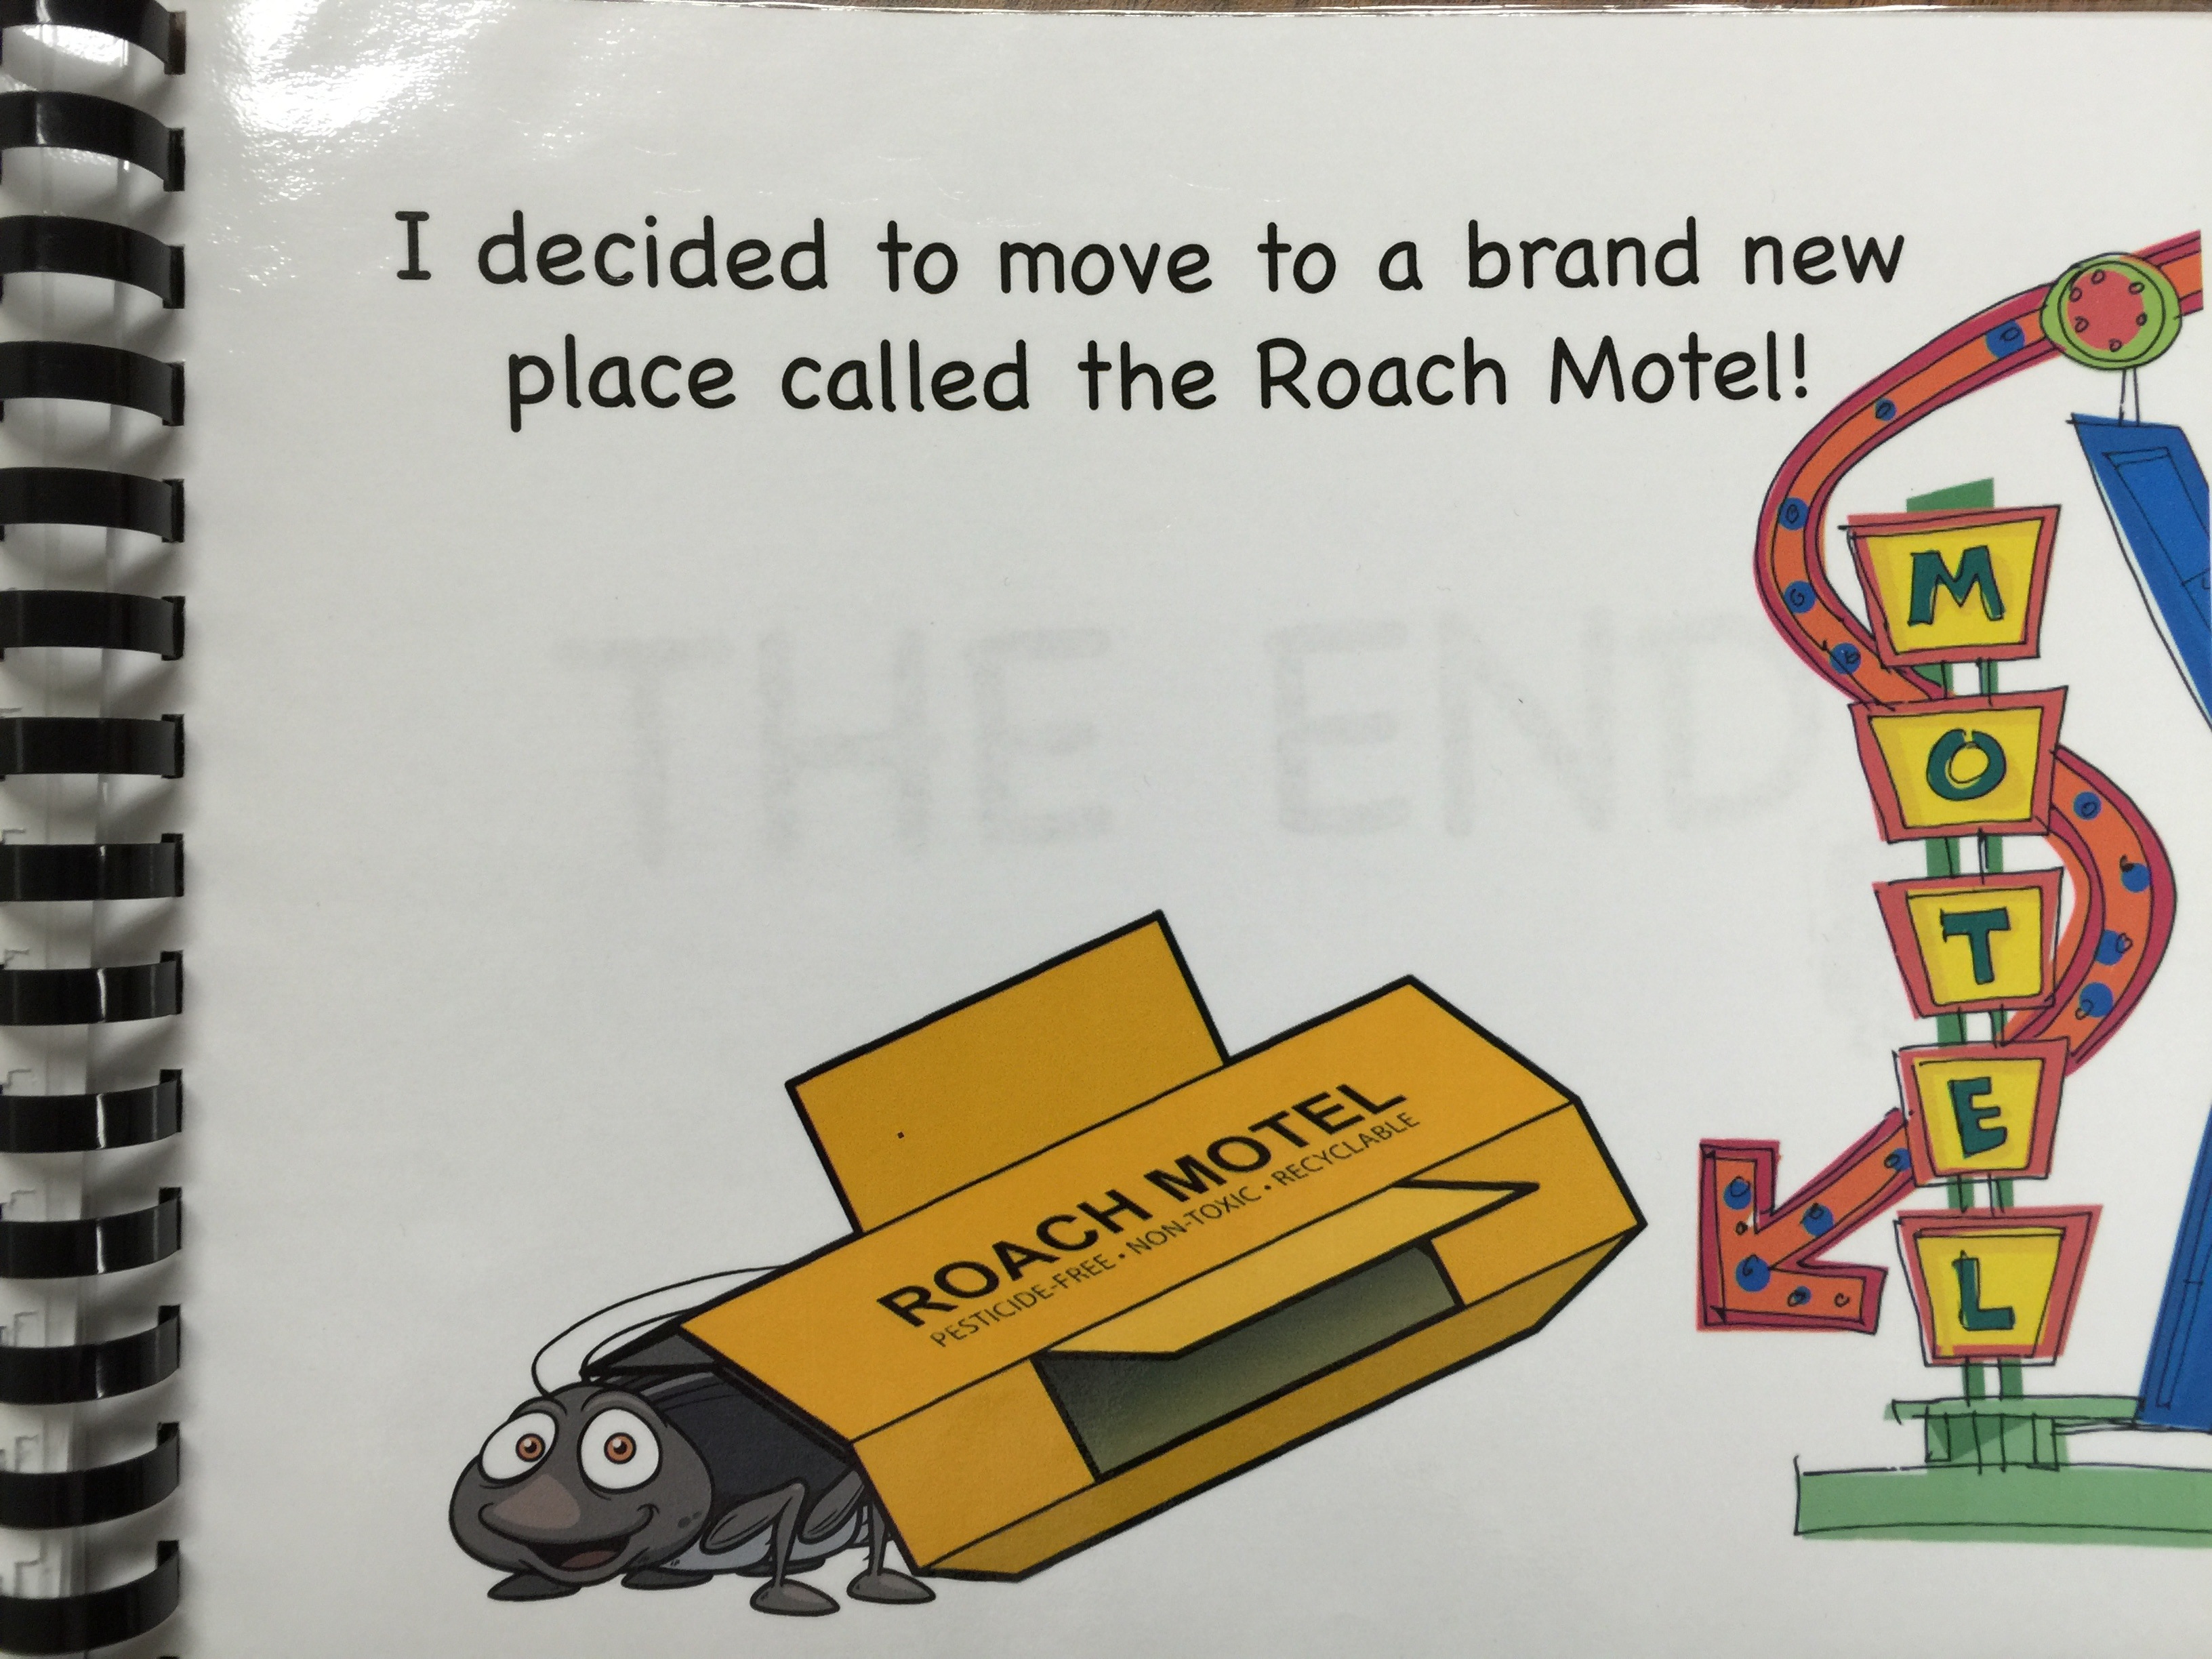 I decided to move to a brand new
place called the Roach Motel!
THE END
ROACH MOTEL
PESTICIDE-FREE • NON-TOXIC • RECYCLABLE
M
O
T
E
L